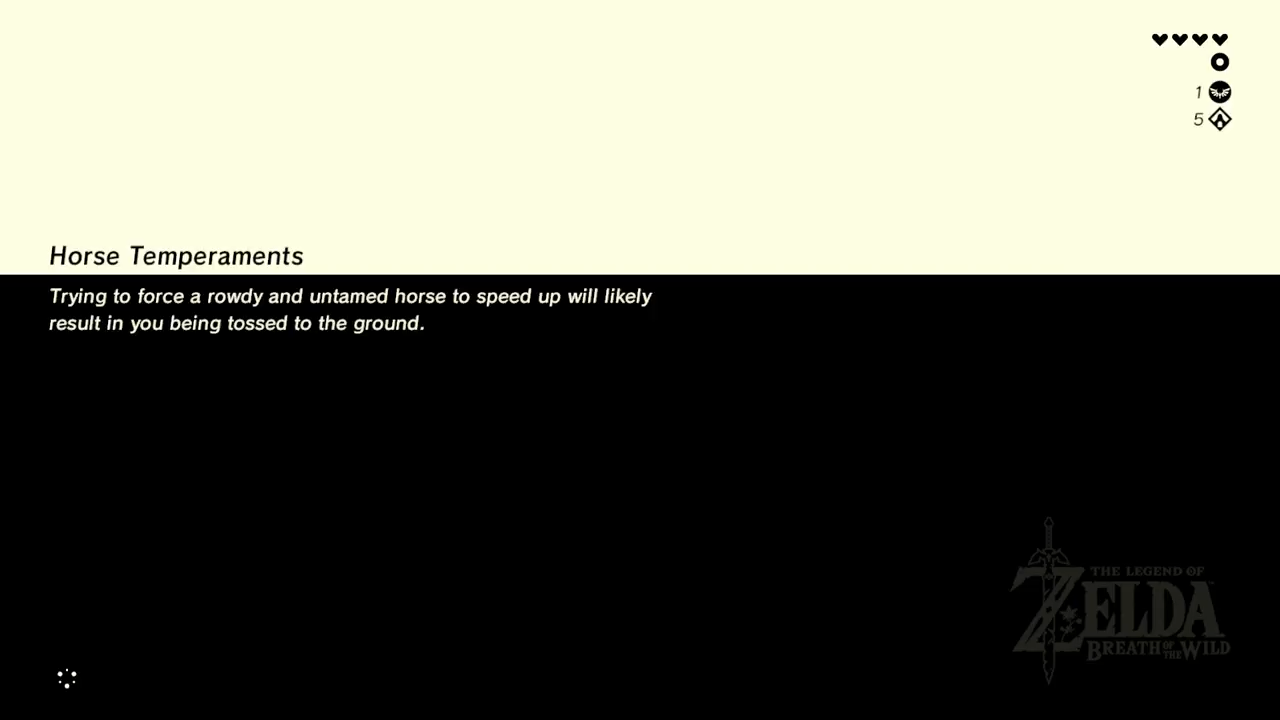 1
5
Horse Temperaments
Trying to force a rowdy and untamed horse to speed up will likely
result in you being tossed to the ground.
THE LEGEND OF
ZELDA
BREATH OF THE WILD